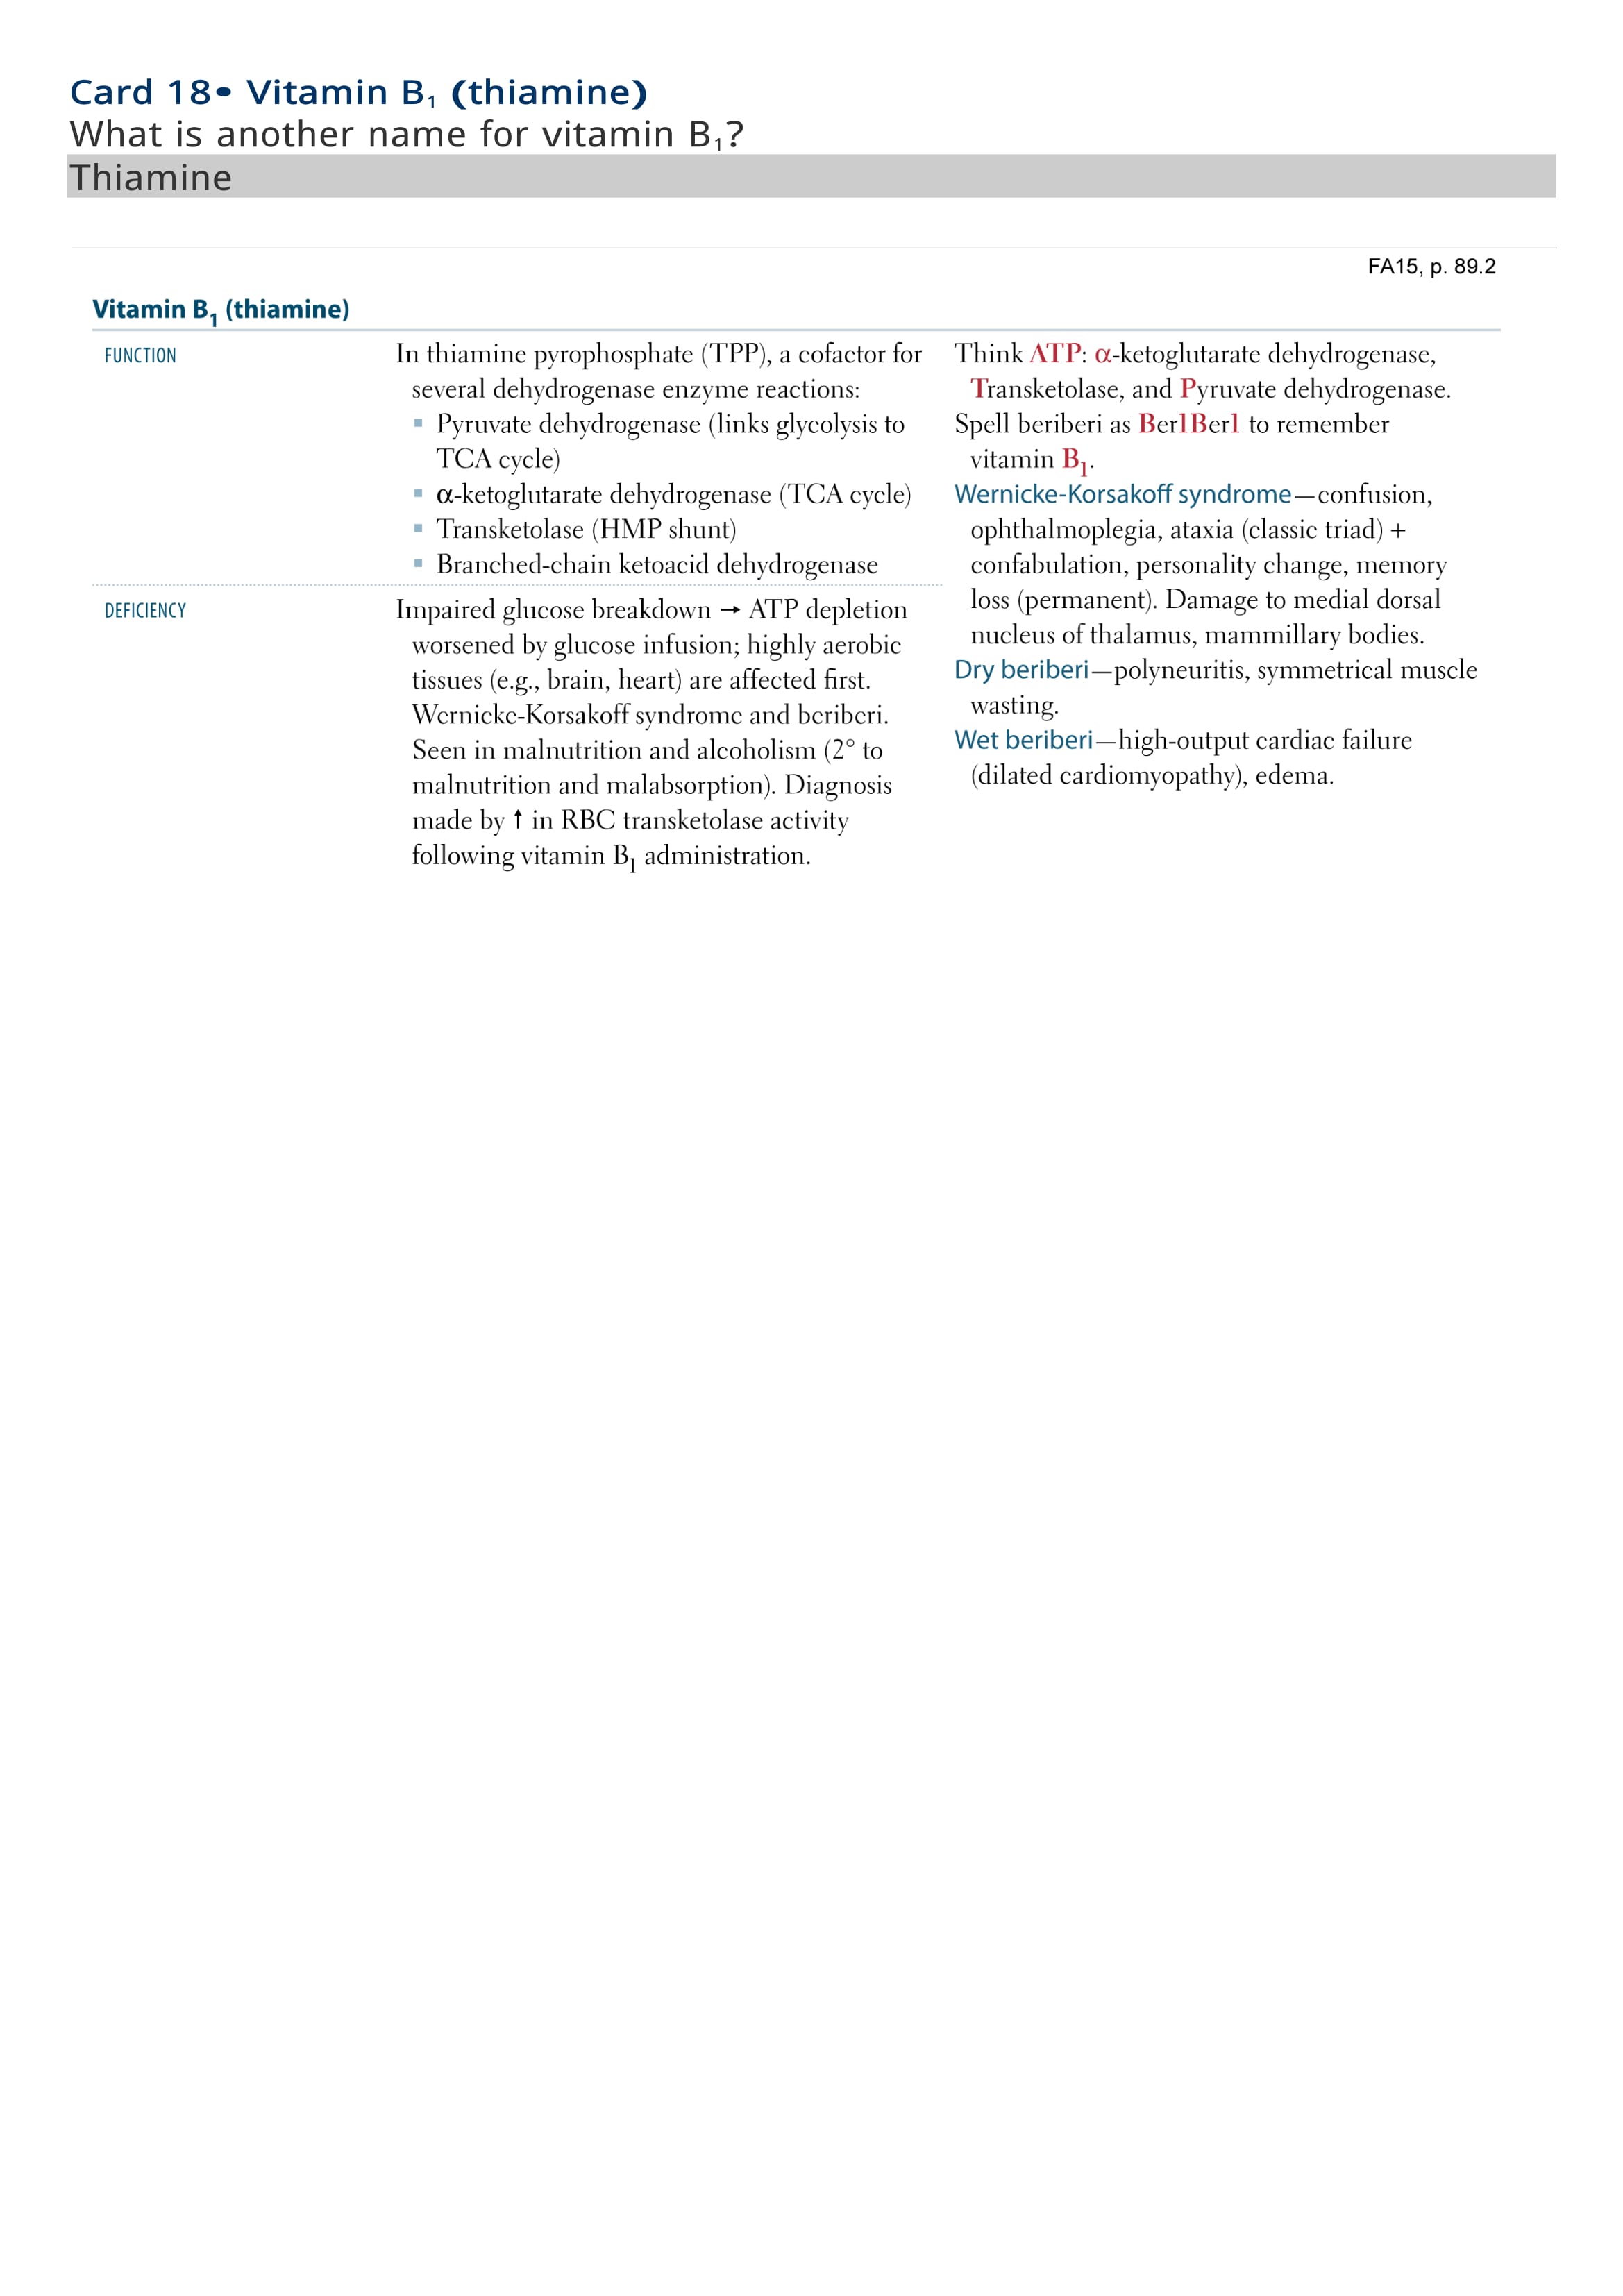 Card 18• Vitamin B₁ (thiamine)
What is another name for vitamin B₁?
Thiamine
FA15, p. 89.2
Vitamin B₁ (thiamine)
FUNCTION
In thiamine pyrophosphate (TPP), a cofactor for
several dehydrogenase enzyme reactions:
▪ Pyruvate dehydrogenase (links glycolysis to
TCA cycle)
▪ α-ketoglutarate dehydrogenase (TCA cycle)
▪ Transketolase (HMP shunt)
▪ Branched-chain ketoacid dehydrogenase
Think ATP: α-ketoglutarate dehydrogenase,
Transketolase, and Pyruvate dehydrogenase.
Spell beriberi as Ber1Ber1 to remember
vitamin B₁.
Wernicke-Korsakoff syndrome—confusion,
ophthalmoplegia, ataxia (classic triad) +
confabulation, personality change, memory
loss (permanent). Damage to medial dorsal
nucleus of thalamus, mammillary bodies.
Dry beriberi—polyneuritis, symmetrical muscle
wasting.
Wet beriberi—high-output cardiac failure
(dilated cardiomyopathy), edema.
DEFICIENCY
Impaired glucose breakdown → ATP depletion
worsened by glucose infusion; highly aerobic
tissues (e.g., brain, heart) are affected first.
Wernicke-Korsakoff syndrome and beriberi.
Seen in malnutrition and alcoholism (2° to
malnutrition and malabsorption). Diagnosis
made by ↑ in RBC transketolase activity
following vitamin B₁ administration.